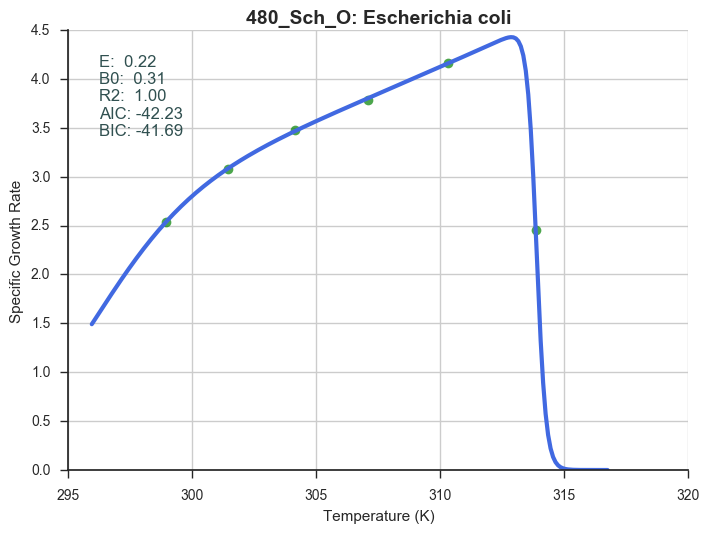 480_Sch_O: Escherichia coli
E:  0.22
B0:  0.31
R2:  1.00
AIC: -42.23
BIC: -41.69
Specific Growth Rate
4.5
4.0
3.5
3.0
2.5
2.0
1.5
1.0
0.5
0.0
295
300
305
310
315
320
Temperature (K)